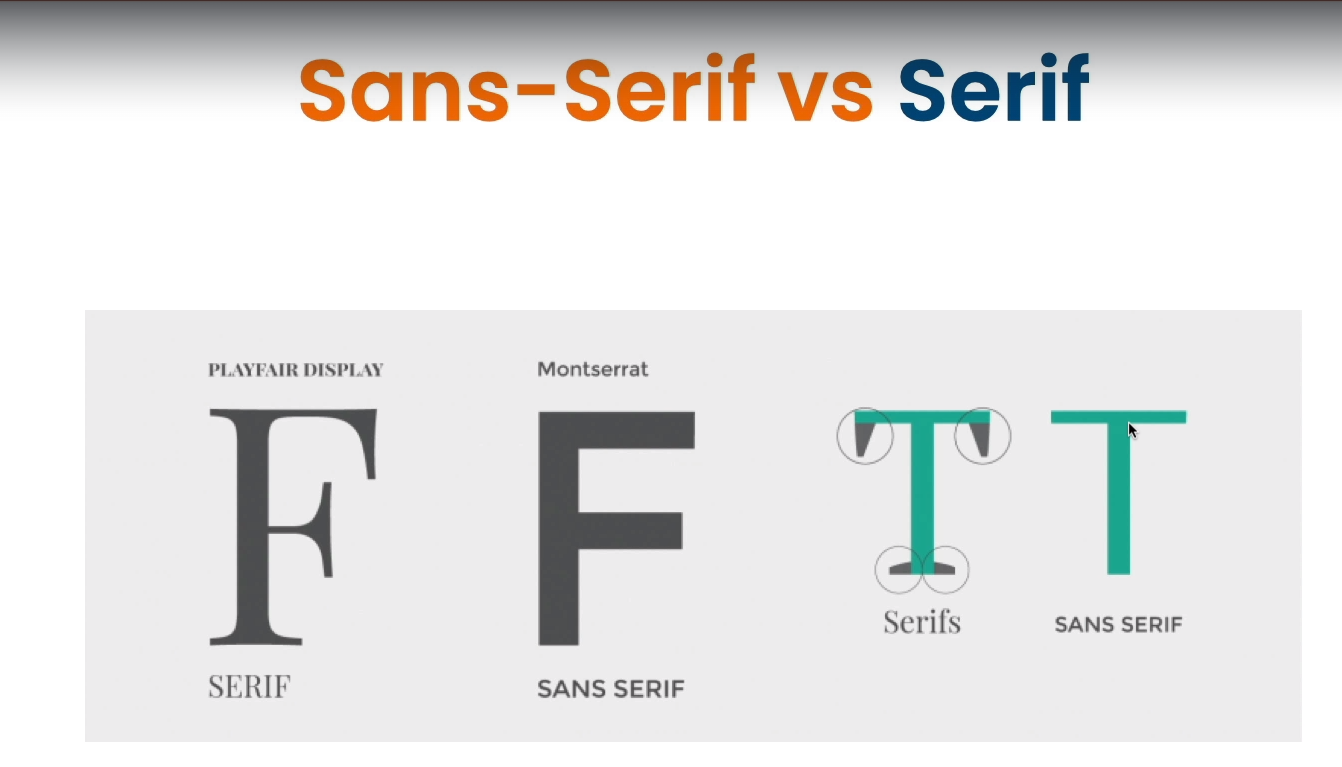 Sans-Serif vs Serif
PLAYFAIR DISPLAY
F
SERIF
Montserrat
F
SANS SERIF
T
Serifs
T
SANS SERIF